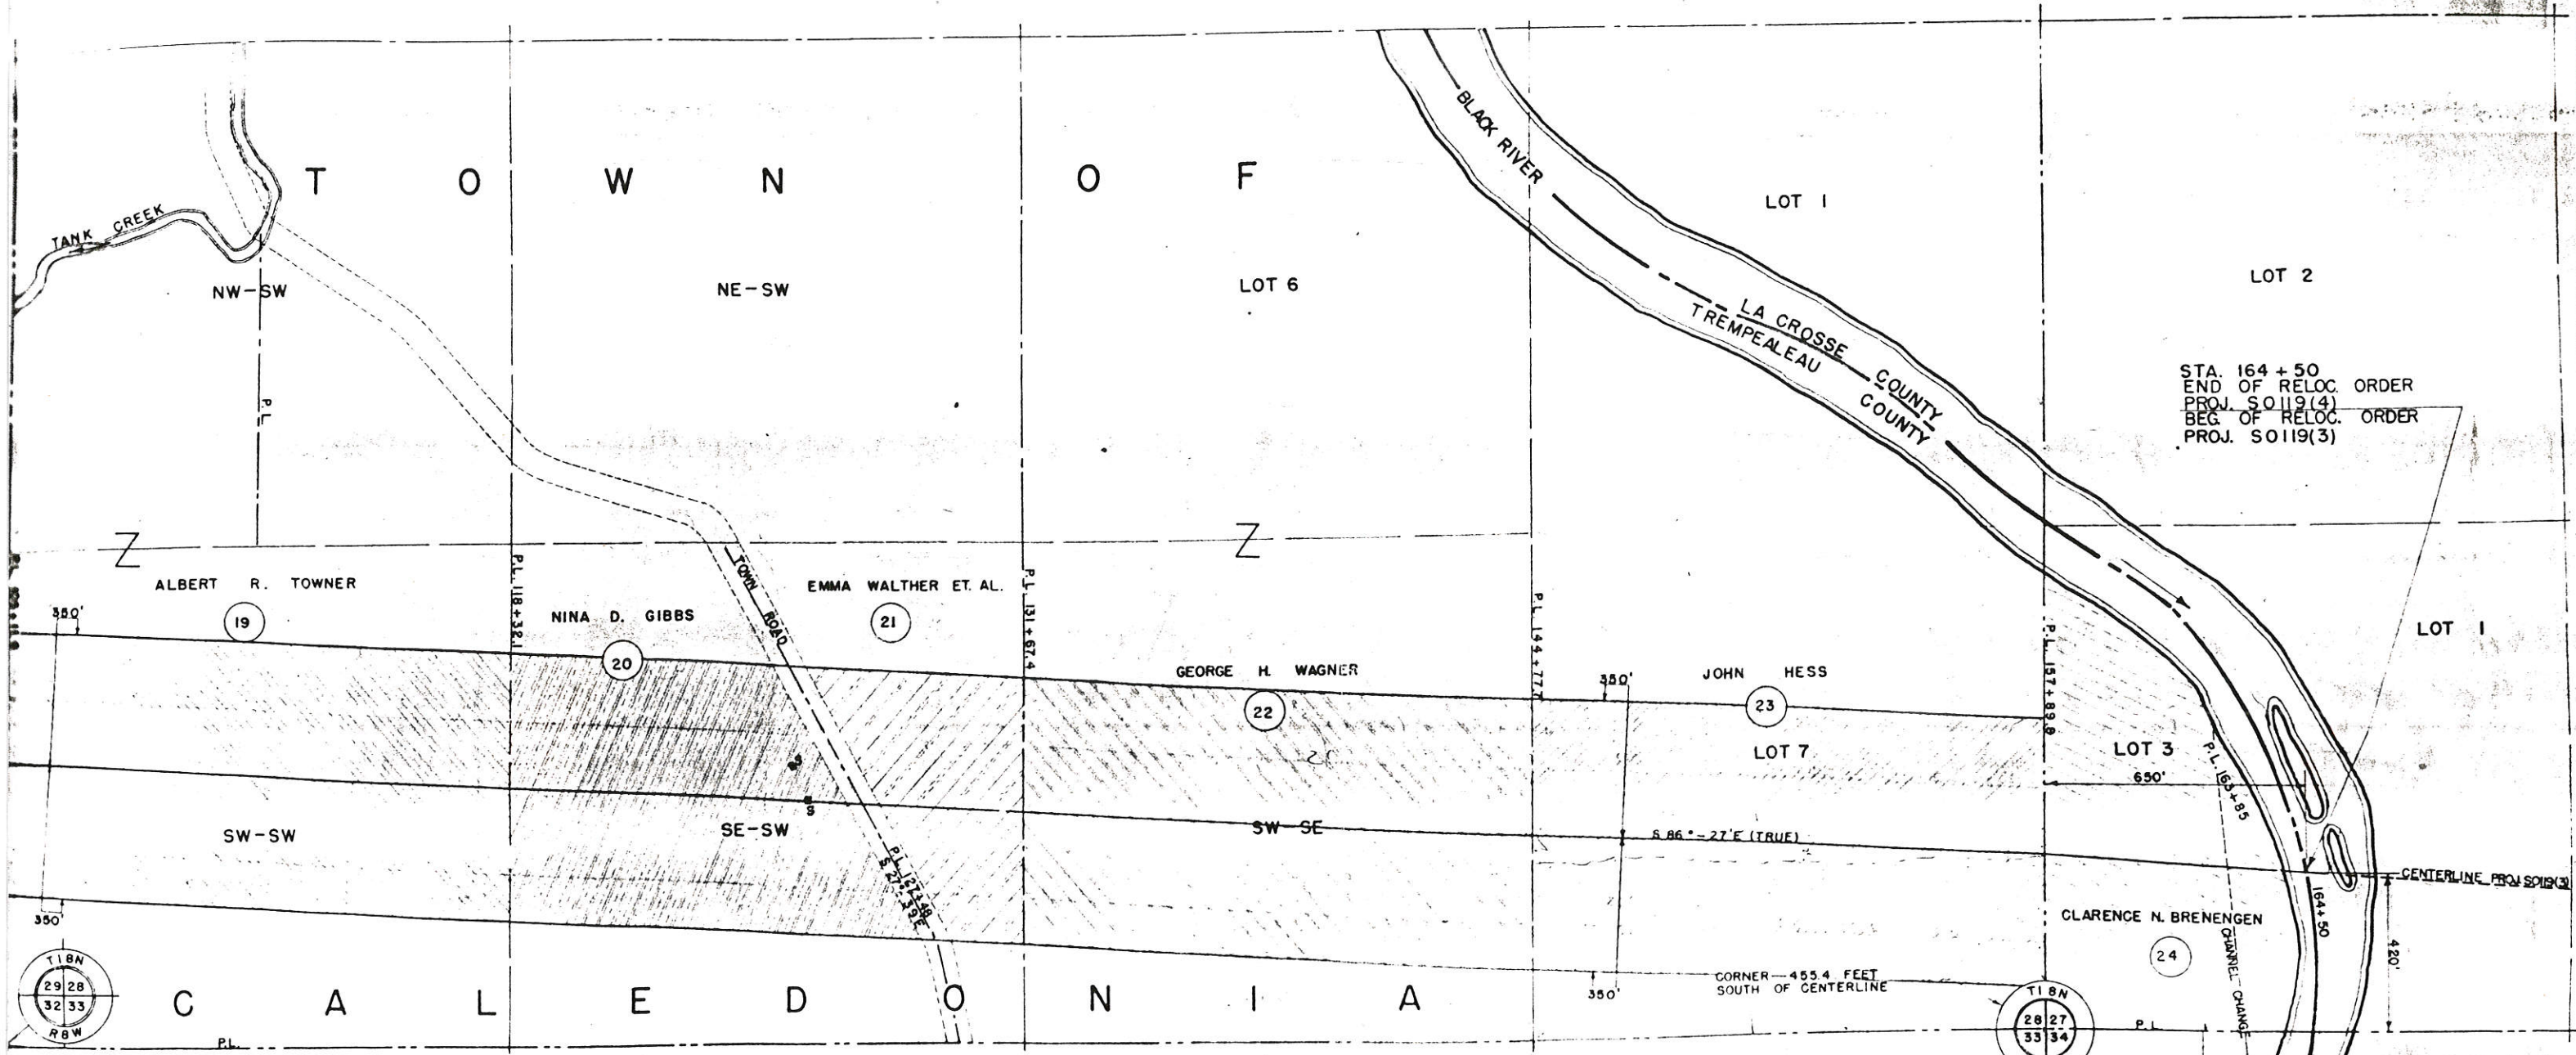 T O W N O F
BLACK RIVER
LOT 1
TANK CREEK
NW-SW
NE-SW
LOT 6
LOT 2
LA CROSSE COUNTY
TREMPEALEAU COUNTY
STA. 164 + 50
END OF RELOC. ORDER
PROJ. S0119(4)
BEG. OF RELOC. ORDER
PROJ. S0119(3)
P.L.
Z
Z
ALBERT R. TOWNER
19
350'
P.L. 118+32.1
NINA D. GIBBS
20
TOWN ROAD
EMMA WALTHER ET. AL.
21
P.L. 131+67.4
GEORGE H. WAGNER
22
P.L. 144+77.7
350'
JOHN HESS
23
LOT 7
P.L. 157+89.8
LOT 3
650'
P.L. 163+85
LOT 1
SW-SW
SE-SW
S
S
SW-SE
S 86°-27'E (TRUE)
CENTERLINE PROJ. S0119(3)
P.L. 127+48
164+50
420'
CLARENCE N. BRENENGEN
24
CHANNEL CHANGE
350'
CORNER—455.4 FEET
SOUTH OF CENTERLINE
350'
T18N
29 28
32 33
R8W
C A L E D O N I A
T18N
28 27
33 34
P.L.
P.L.